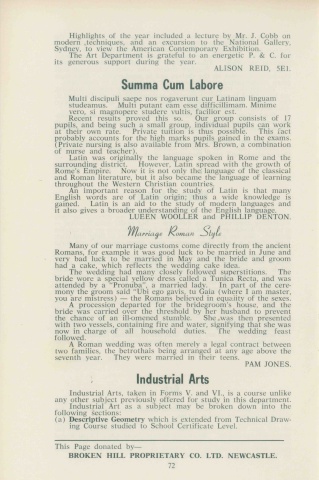 Highlights of the year included a lecture by Mr. J. Cobb on
modern techniques, and an excursion to the National Gallery,
Sydney, to view the American Contemporary Exhibition.
The Art Department is grateful to an energetic P. & C. for
its generous support during the year.
ALISON REID, 5E1.
Summa Cum Labore
Multi discipuli saepe nos rogaverunt cur Latinam linguam
studeamus. Multi putant eam esse difficillimam. Minime
vero, si magnopere studere vultis, facilior est.
Recent results proved this so. Our group consists of 17
pupils, and being such a small group, individual pupils can work
at their own rate. Private tuition is thus possible. This fact
probably accounts for the high marks pupils gained in the exams.
(Private nursing is also available from Mrs. Brown, a combination
of nurse and teacher).
Latin was originally the language spoken in Rome and the
surrounding district. However, Latin spread with the growth of
Rome's Empire. Now it is not only the language of the classical
and Roman literature, but it also became the language of learning
throughout the Western Christian countries.
An important reason for the study of Latin is that many
English words are of Latin origin; thus a wide knowledge is
gained. Latin is an aid to the study of modern languages and
it also gives a broader understanding of the English language.
LUEEN WOOLLER and PHILLIP DENTON.
Marriage Roman Style
Many of our marriage customs come directly from the ancient
Romans, for example it was good luck to be married in June and
very bad luck to be married in May and the bride and groom
had a cake, which reflects the wedding cake idea.
The wedding had many closely followed superstitions. The
bride wore a special yellow dress called a Tunica Recta, and was
attended by a "Pronuba", a married lady. In part of the cere-
mony the groom said "Ubi ego gavis, tu Gaia (where I am master,
you are mistress) — the Romans believed in equality of the sexes.
A procession departed for the bridegroom's house, and the
bride was carried over the threshold by her husband to prevent
the chance of an ill-omened stumble. She was then presented
with two vessels, containing fire and water, signifying that she was
now in charge of all household duties. The wedding feast
followed.
A Roman wedding was often merely a legal contract between
two families, the betrothals being arranged at any age above the
seventh year. They were married in their teens.
PAM JONES.
Industrial Arts
Industrial Arts, taken in Forms V. and VI., is a course unlike
any other subject previously offered for study in this department.
Industrial Art as a subject may be broken down into the
following sections:
(a) Descriptive Geometry which is extended from Technical Draw-
ing Course studied to School Certificate Level.
This Page donated by—
BROKEN HILL PROPRIETARY CO. LTD. NEWCASTLE.
72